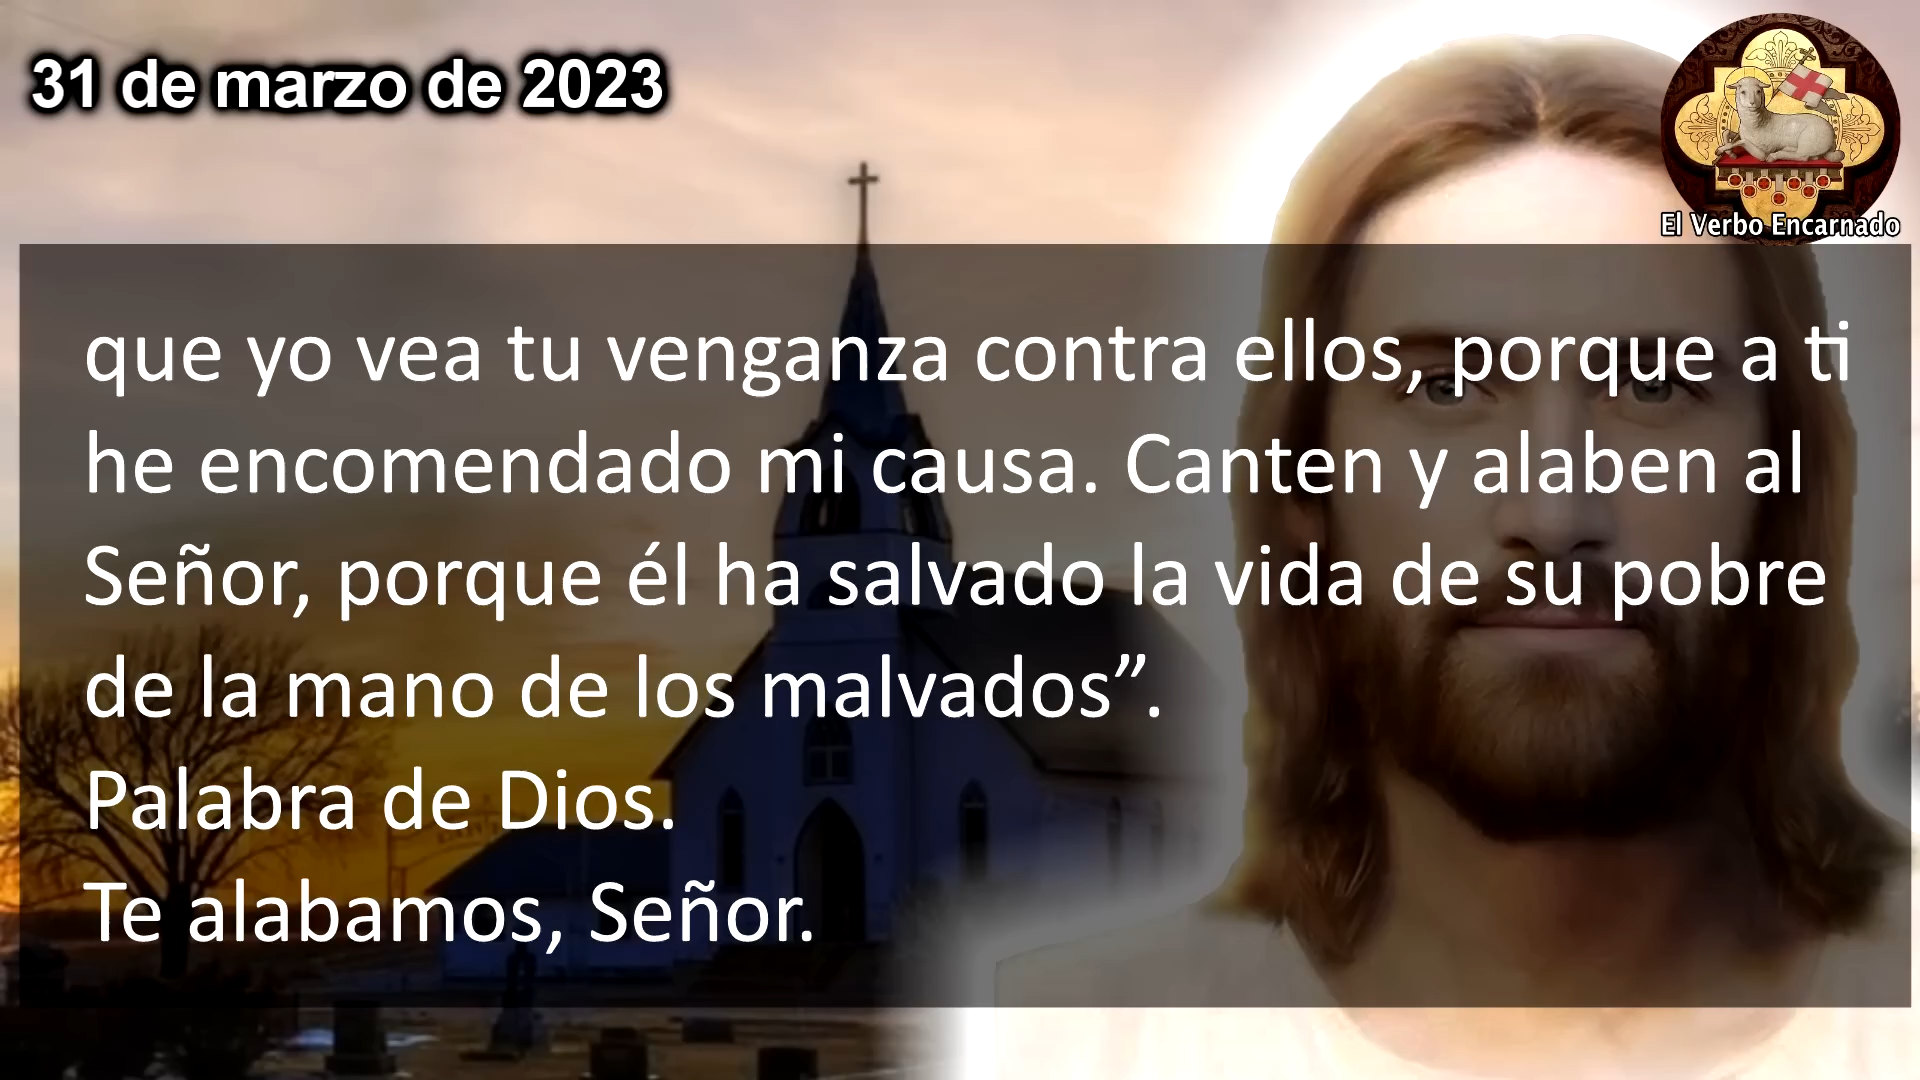 31 de marzo de 2023
El Verbo Encarnado
que yo vea tu venganza contra ellos, porque a ti
he encomendado mi causa. Canten y alaben al
Señor, porque él ha salvado la vida de su pobre
de la mano de los malvados”.
Palabra de Dios.
Te alabamos, Señor.